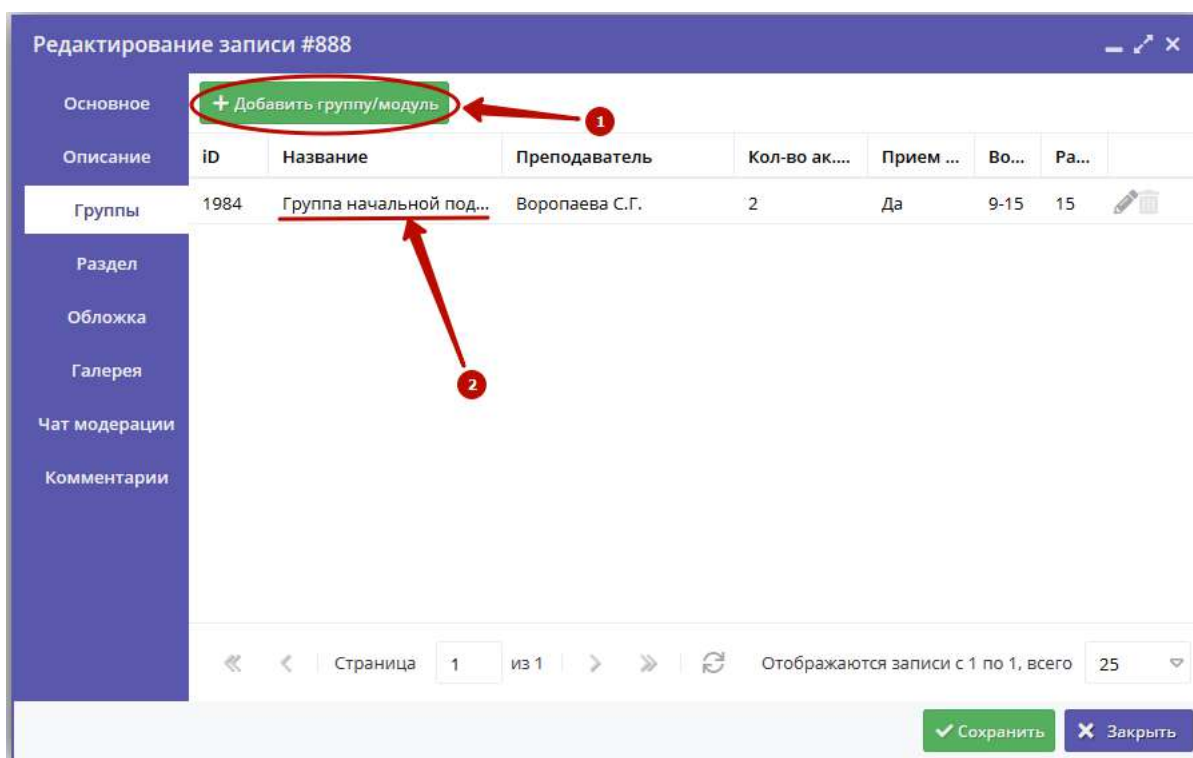 Редактирование записи #888
Основное
Описание
Группы
Раздел
Обложка
Галерея
Чат модерации
Комментарии
+ Добавить группу/модуль
1
iD Название Преподаватель Кол-во ак.... Прием ... Во... Ра...
1984 Группа начальной под... Воропаева С.Г. 2 Да 9-15 15
2
Страница 1 из 1 Отображаются записи с 1 по 1, всего 25
Сохранить Закрыть